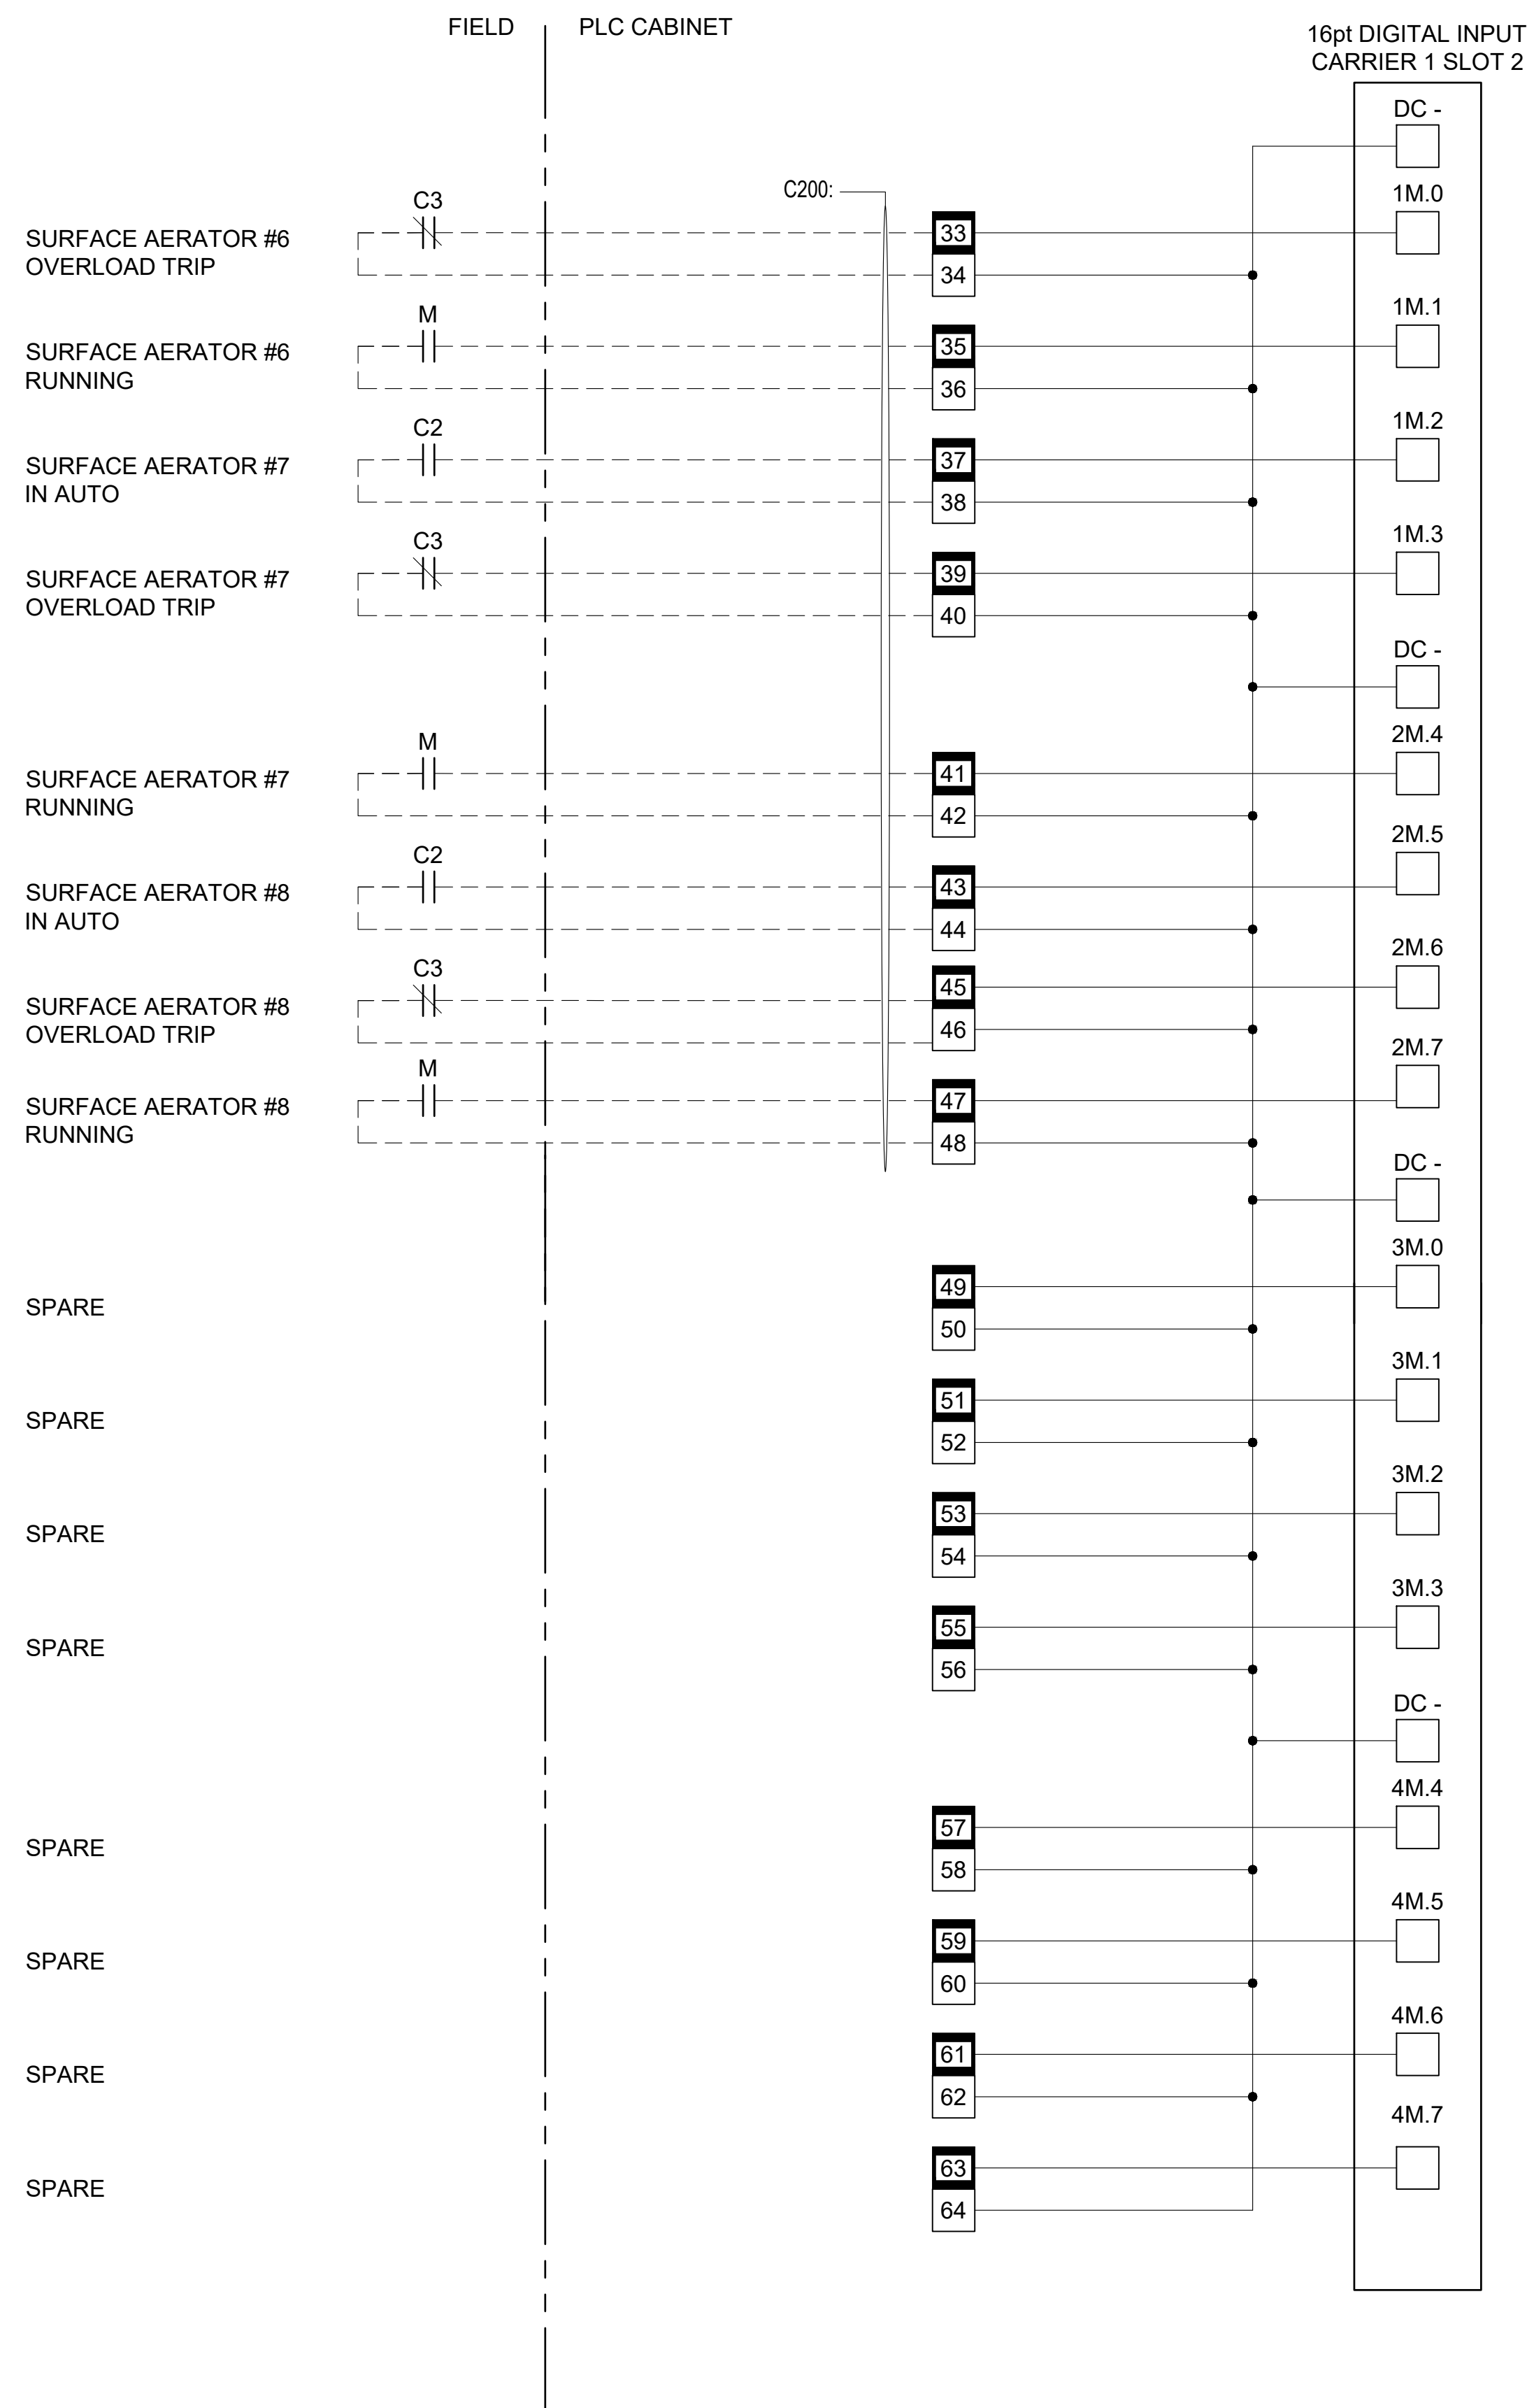 FIELD
PLC CABINET
16pt DIGITAL INPUT
CARRIER 1 SLOT 2
DC -
C200:
1M.0
C3
SURFACE AERATOR #6
OVERLOAD TRIP
33
34
1M.1
M
SURFACE AERATOR #6
RUNNING
35
36
1M.2
C2
SURFACE AERATOR #7
IN AUTO
37
38
1M.3
C3
SURFACE AERATOR #7
OVERLOAD TRIP
39
40
DC -
2M.4
M
SURFACE AERATOR #7
RUNNING
41
42
2M.5
C2
SURFACE AERATOR #8
IN AUTO
43
44
2M.6
C3
SURFACE AERATOR #8
OVERLOAD TRIP
45
46
2M.7
M
SURFACE AERATOR #8
RUNNING
47
48
DC -
3M.0
SPARE
49
50
3M.1
SPARE
51
52
3M.2
SPARE
53
54
3M.3
SPARE
55
56
DC -
4M.4
SPARE
57
58
4M.5
SPARE
59
60
4M.6
SPARE
61
62
4M.7
SPARE
63
64